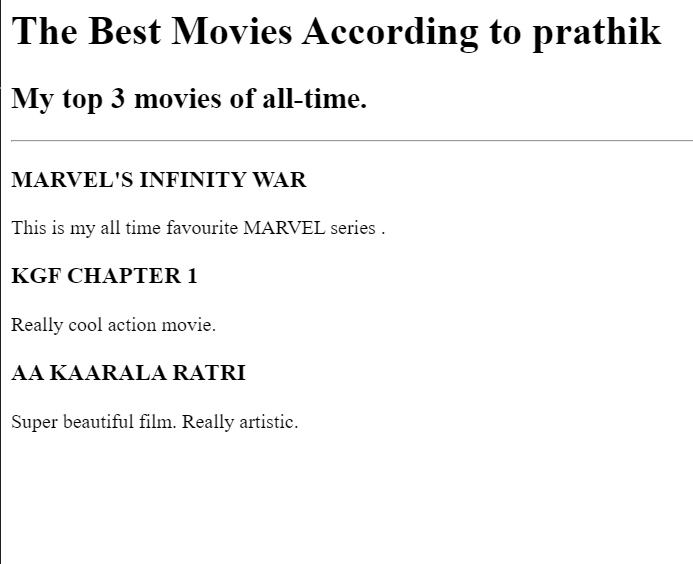 The Best Movies According to prathik
My top 3 movies of all-time.
MARVEL'S INFINITY WAR
This is my all time favourite MARVEL series .
KGF CHAPTER 1
Really cool action movie.
AA KAARALA RATRI
Super beautiful film. Really artistic.